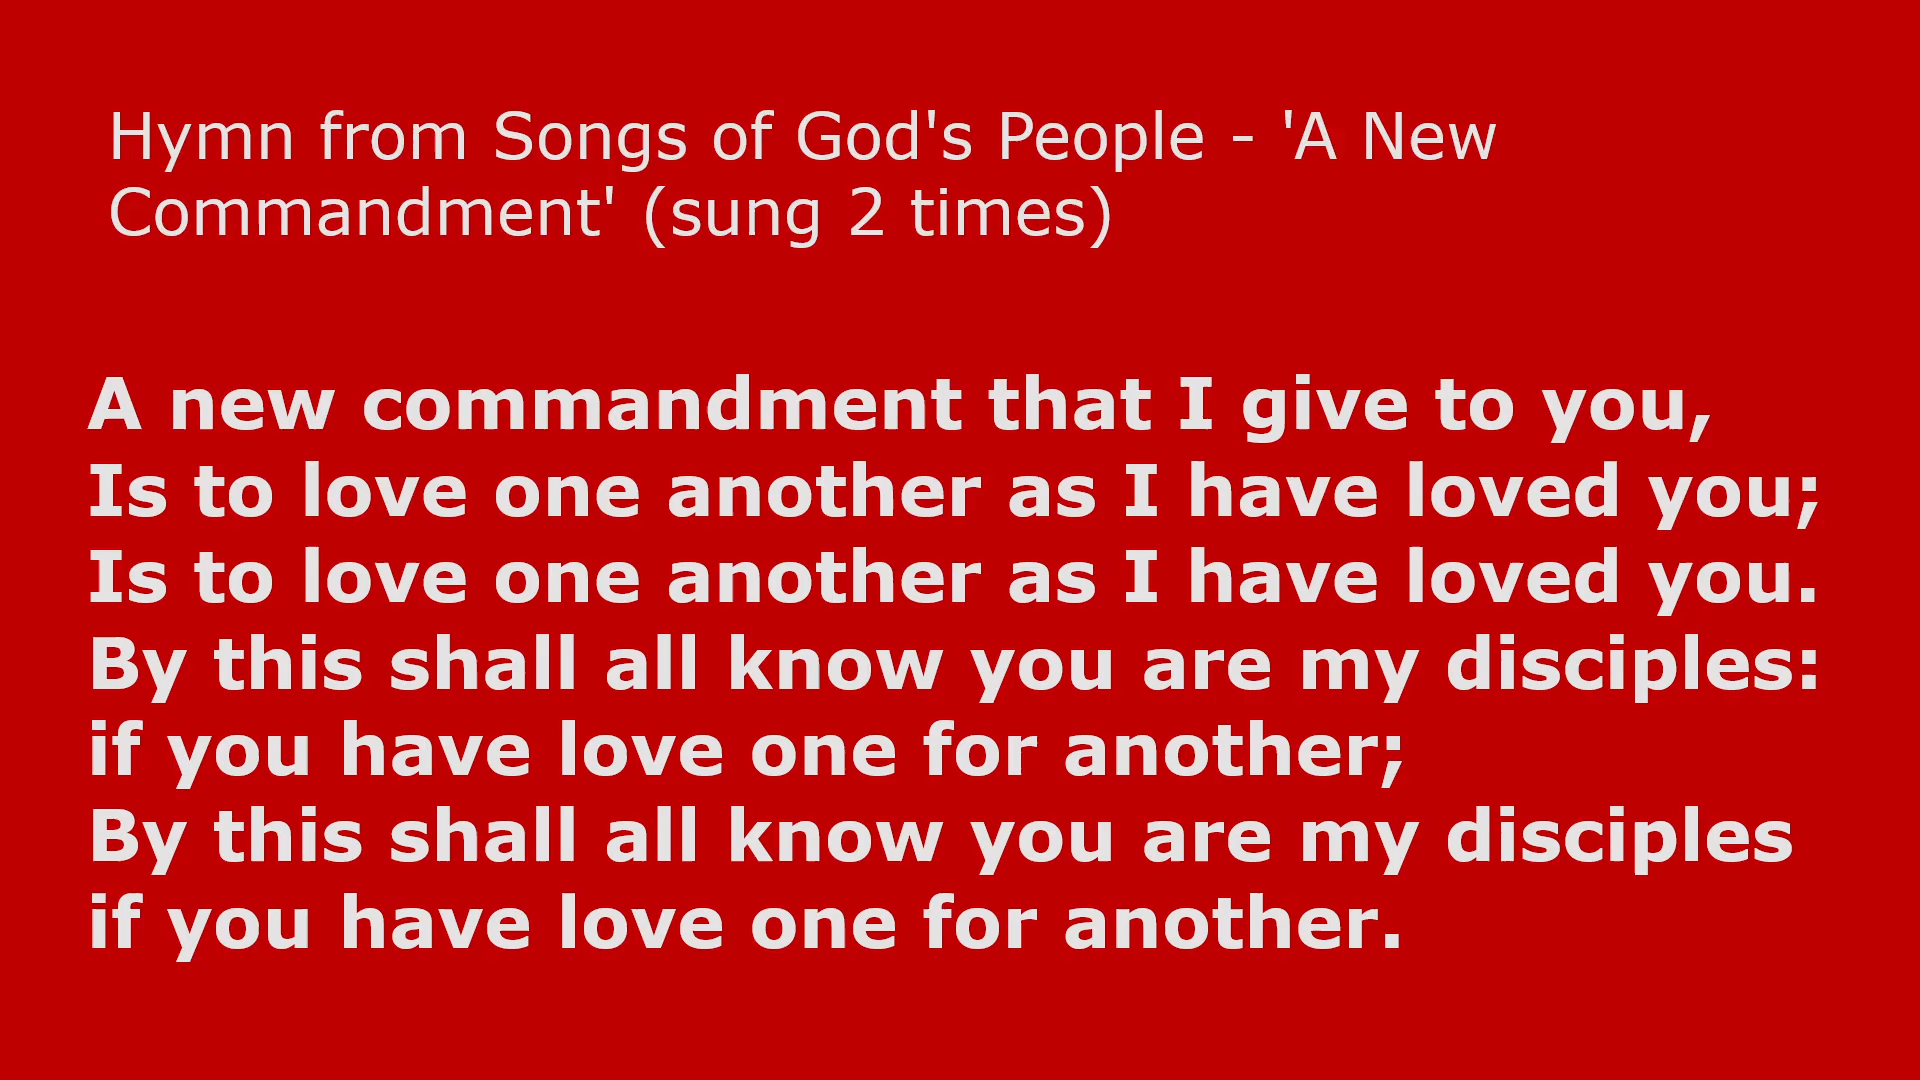 Hymn from Songs of God's People - 'A New
Commandment' (sung 2 times)
A new commandment that I give to you,
Is to love one another as I have loved you;
Is to love one another as I have loved you.
By this shall all know you are my disciples:
if you have love one for another;
By this shall all know you are my disciples
if you have love one for another.